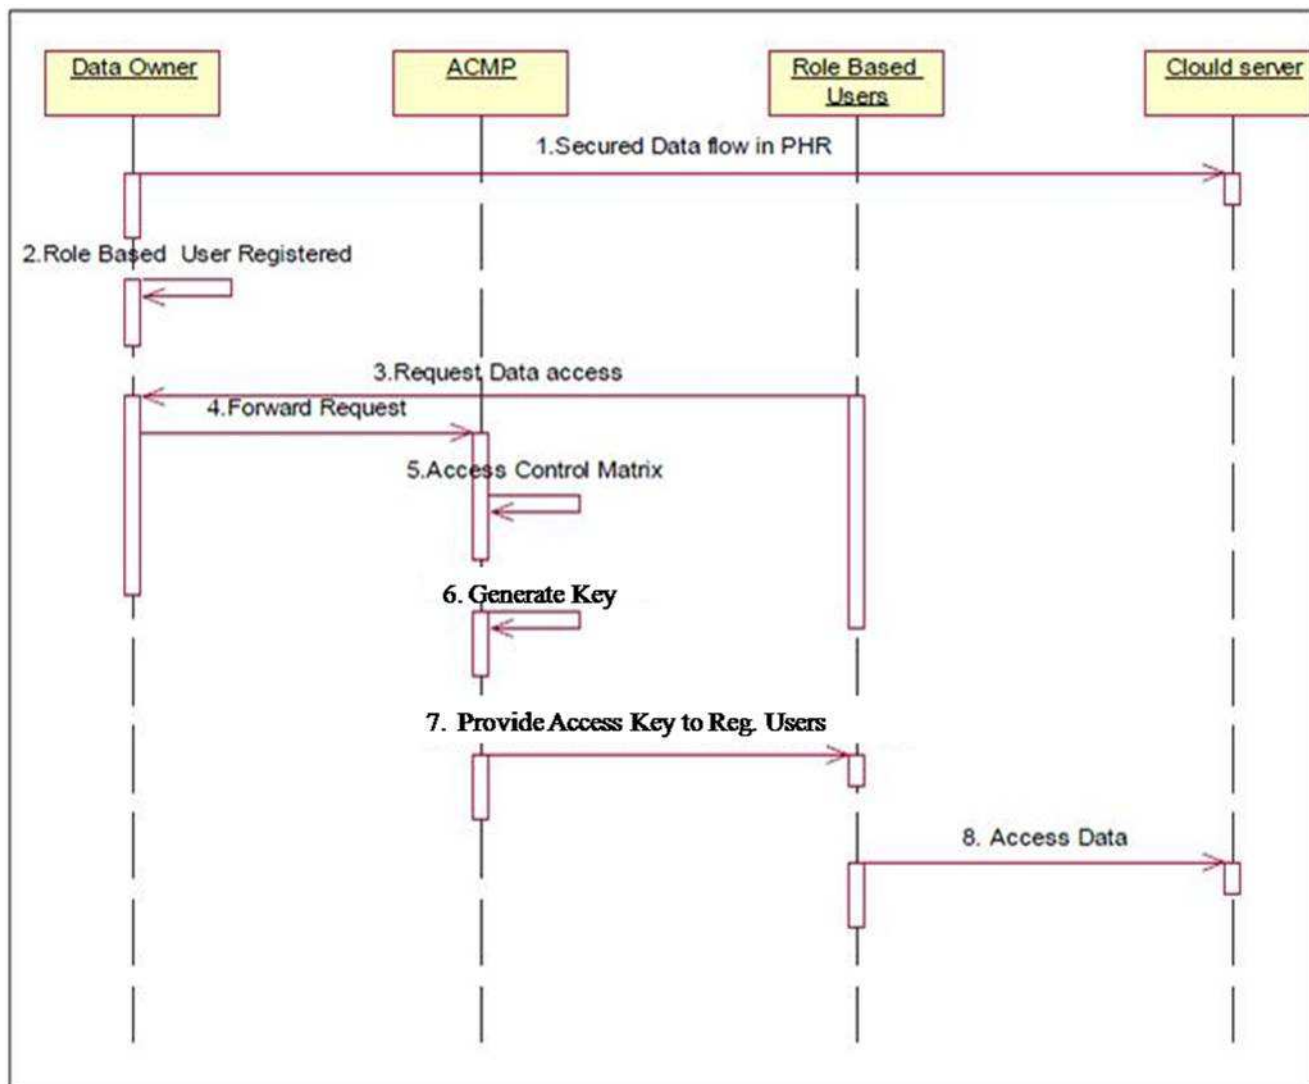 Data Owner
ACMP
Role Based
Users
Clould server
1.Secured Data flow in PHR
2.Role Based User Registered
3.Request Data access
4.Forward Request
5.Access Control Matrix
6. Generate Key
7. Provide Access Key to Reg. Users
8. Access Data